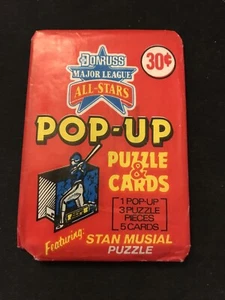 DONRUSS
30¢
MAJOR LEAGUE
ALL-STARS
POP-UP
PUZZLE
&
CARDS
1 POP-UP
3 PUZZLE
PIECES
5 CARDS
Featuring: STAN MUSIAL
PUZZLE